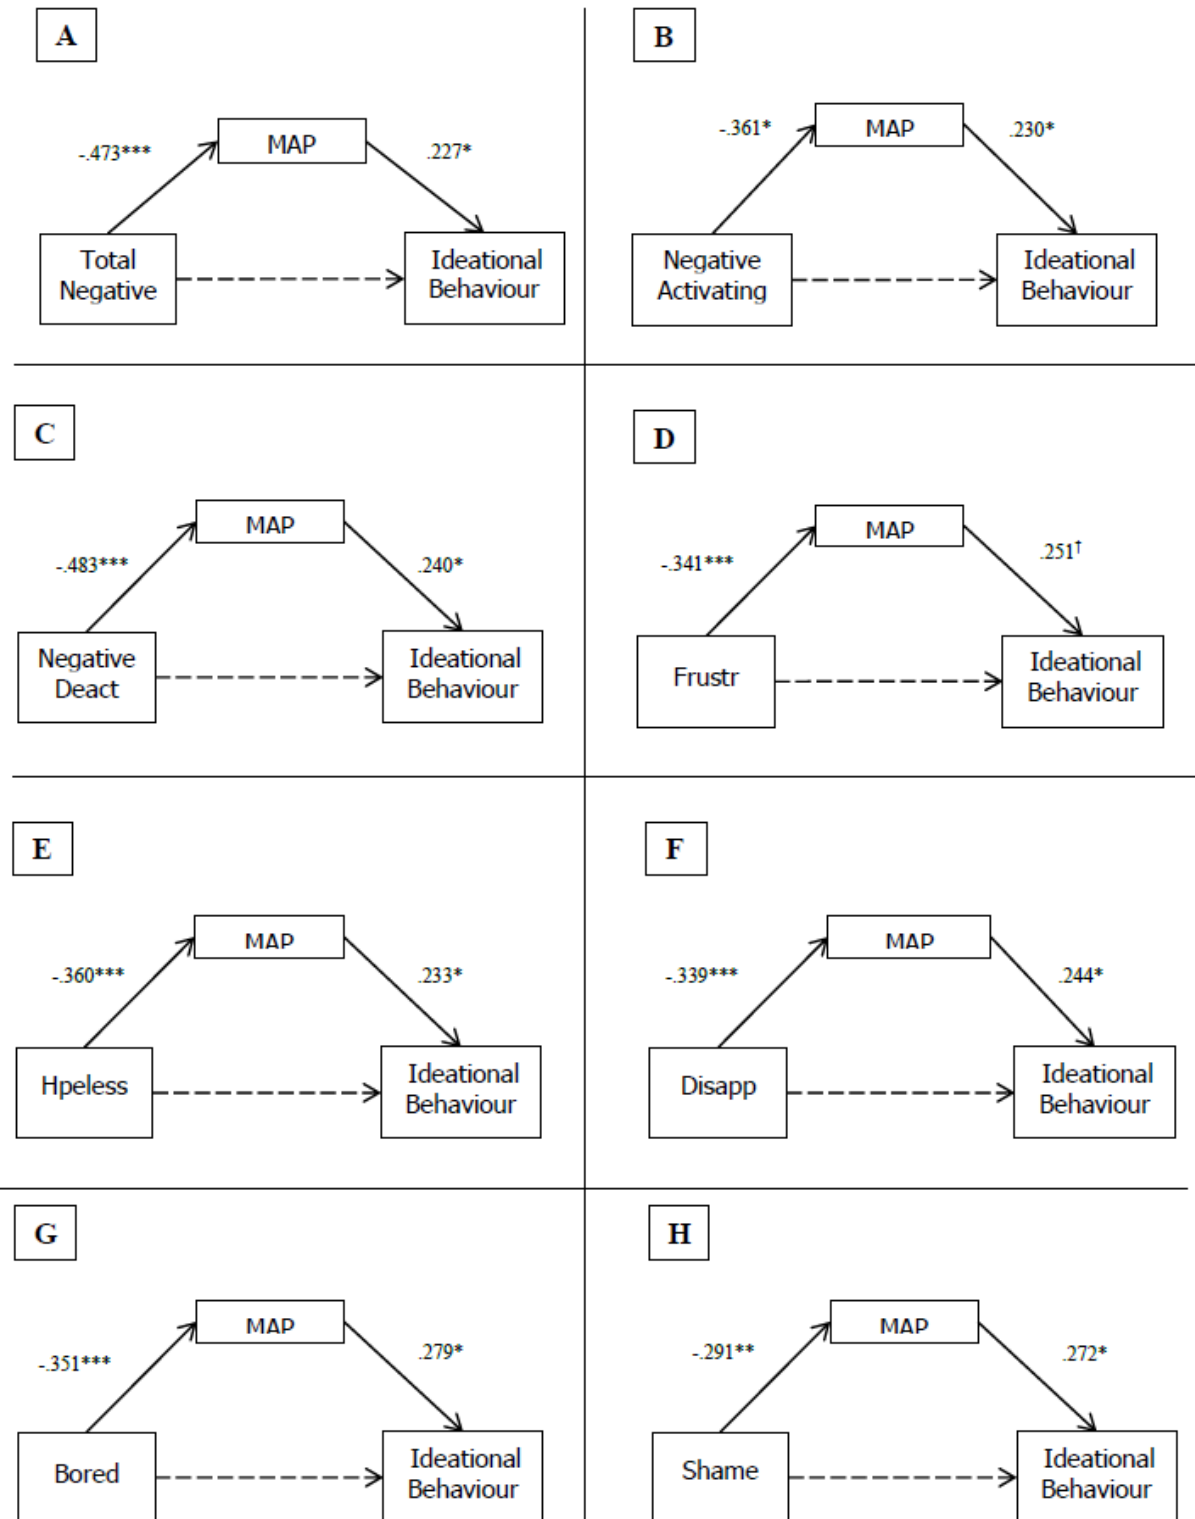 A
MAP
-.473***
.227*
Total
Negative
Ideational
Behaviour
B
MAP
-.361*
.230*
Negative
Activating
Ideational
Behaviour
C
MAP
-.483***
.240*
Negative
Deact
Ideational
Behaviour
D
MAP
-.341***
.251†
Frustr
Ideational
Behaviour
E
MAP
-.360***
.233*
Hpeless
Ideational
Behaviour
F
MAP
-.339***
.244*
Disapp
Ideational
Behaviour
G
MAP
-.351***
.279*
Bored
Ideational
Behaviour
H
MAP
-.291**
.272*
Shame
Ideational
Behaviour